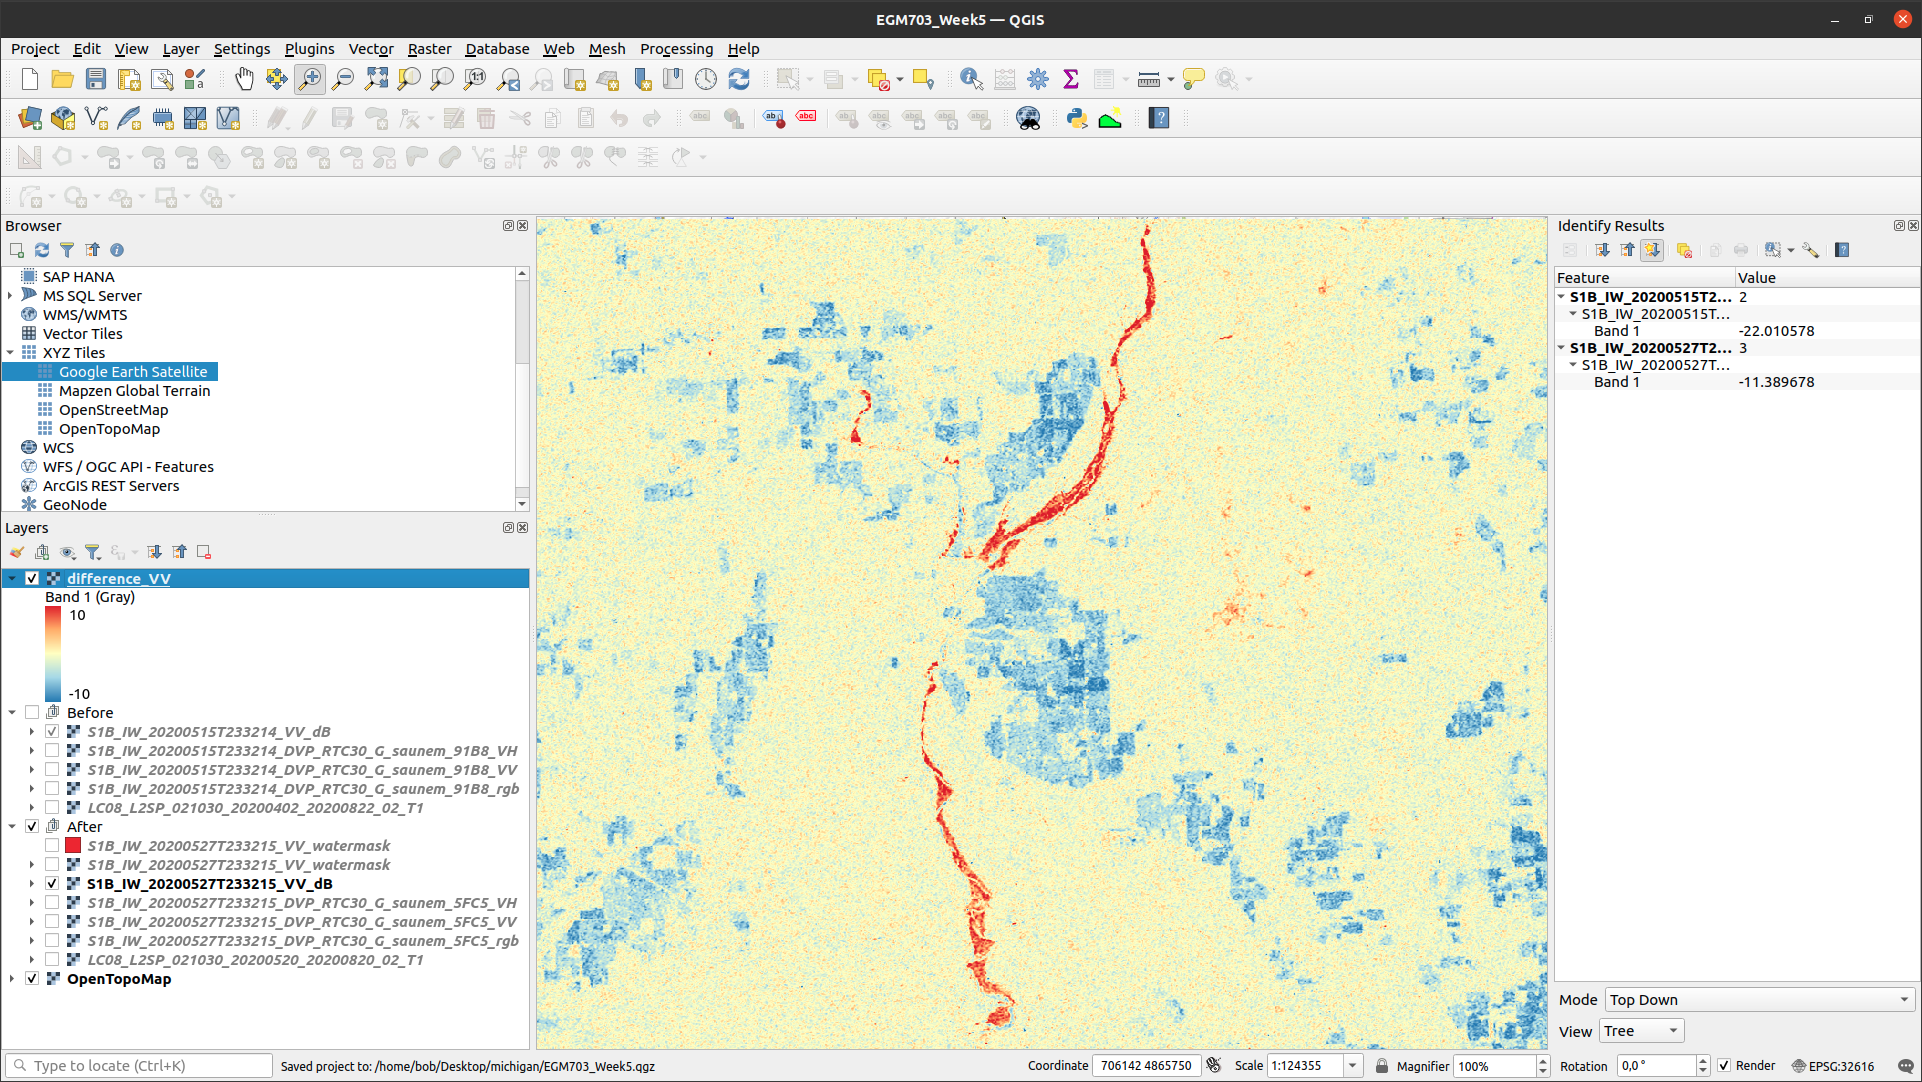 EGM703_Week5 — QGIS
Project Edit View Layer Settings Plugins Vector Raster Database Web Mesh Processing Help
Browser
SAP HANA
MS SQL Server
WMS/WMTS
Vector Tiles
XYZ Tiles
Google Earth Satellite
Mapzen Global Terrain
OpenStreetMap
OpenTopoMap
WCS
WFS / OGC API - Features
ArcGIS REST Servers
GeoNode
Layers
difference_VV
Band 1 (Gray)
10
-10
Before
S1B_IW_20200515T233214_VV_dB
S1B_IW_20200515T233214_DVP_RTC30_G_saunem_91B8_VH
S1B_IW_20200515T233214_DVP_RTC30_G_saunem_91B8_VV
S1B_IW_20200515T233214_DVP_RTC30_G_saunem_91B8_rgb
LC08_L2SP_021030_20200402_20200822_02_T1
After
S1B_IW_20200527T233215_VV_watermask
S1B_IW_20200527T233215_VV_watermask
S1B_IW_20200527T233215_VV_dB
S1B_IW_20200527T233215_DVP_RTC30_G_saunem_5FC5_VH
S1B_IW_20200527T233215_DVP_RTC30_G_saunem_5FC5_VV
S1B_IW_20200527T233215_DVP_RTC30_G_saunem_5FC5_rgb
LC08_L2SP_021030_20200520_20200820_02_T1
OpenTopoMap
Identify Results
Feature Value
S1B_IW_20200515T2... 2
S1B_IW_20200515T...
Band 1 -22.010578
S1B_IW_20200527T2... 3
S1B_IW_20200527T...
Band 1 -11.389678
Mode Top Down
View Tree
Type to locate (Ctrl+K) Saved project to: /home/bob/Desktop/michigan/EGM703_Week5.qgz Coordinate 706142 4865750 Scale 1:124355 Magnifier 100% Rotation 0,0 ° Render EPSG:32616